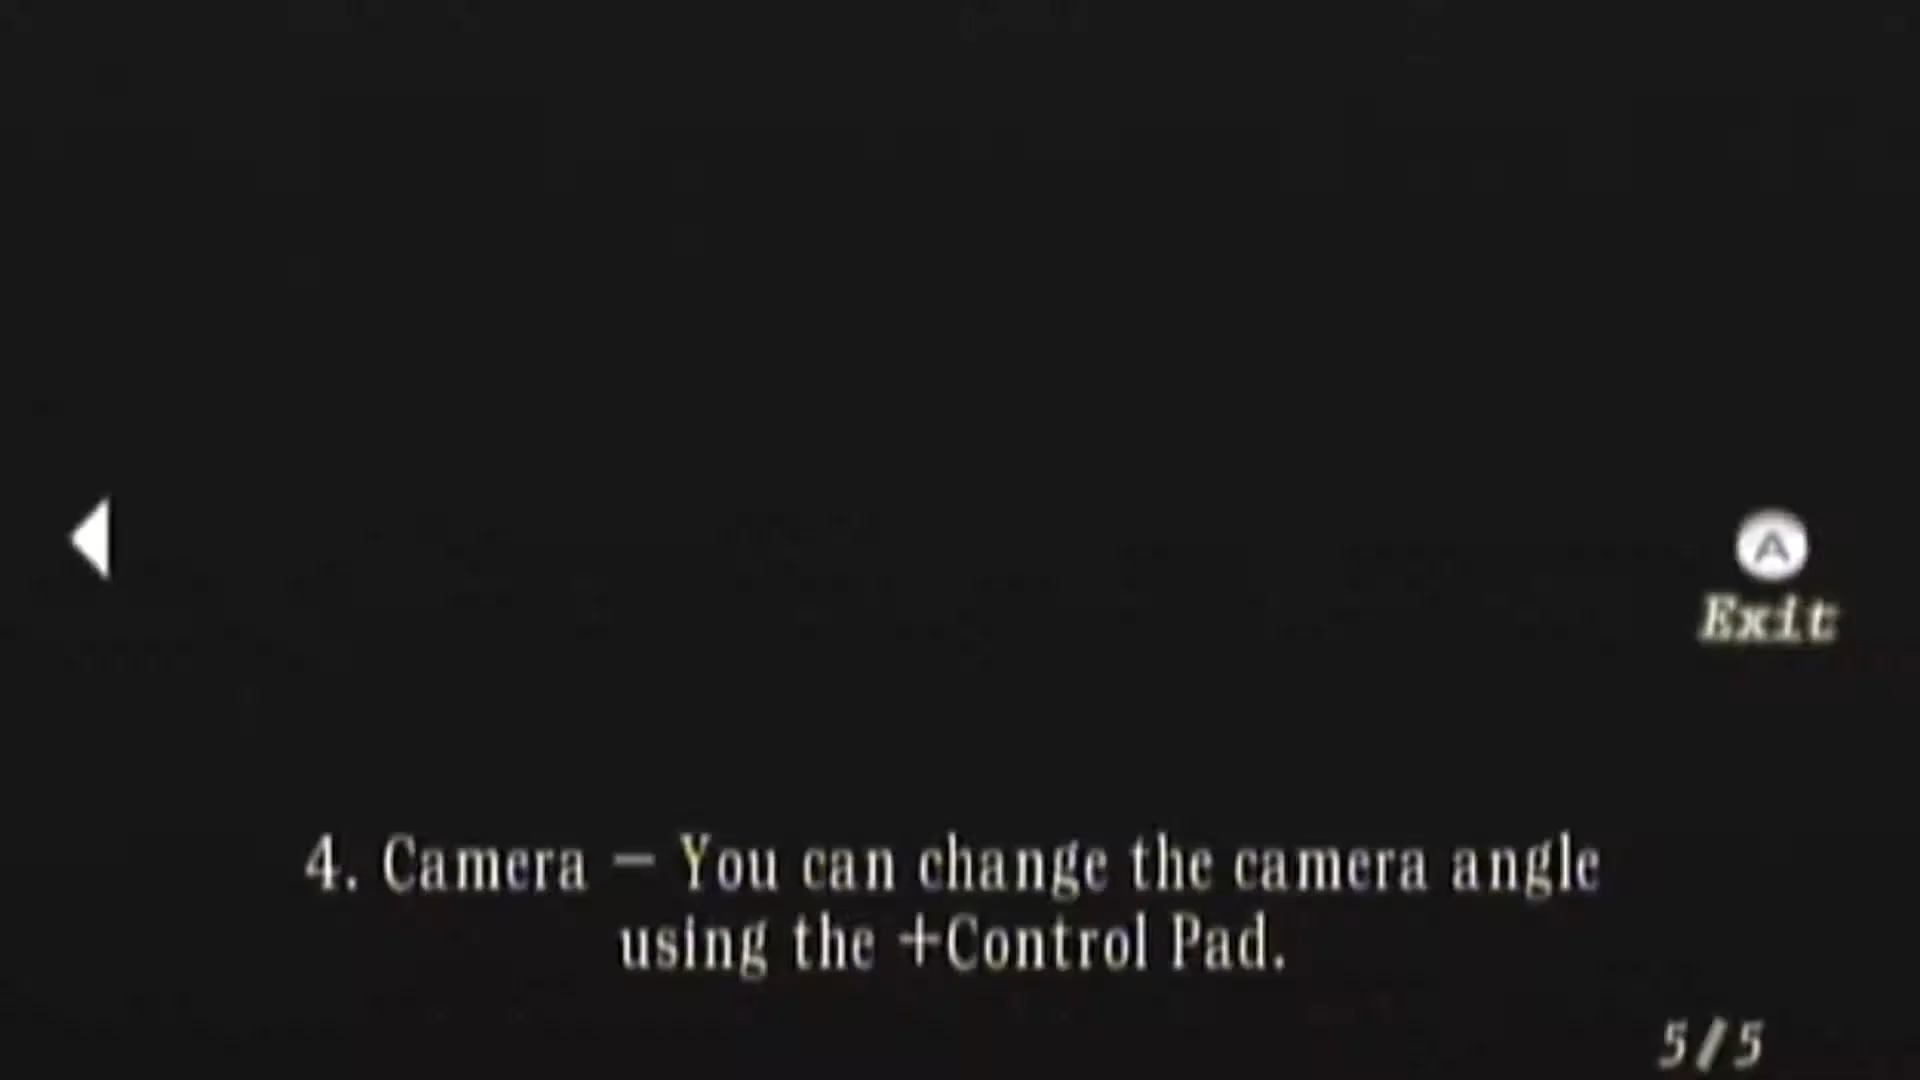 A
Exit
4. Camera — You can change the camera angle
using the +Control Pad.
5/5